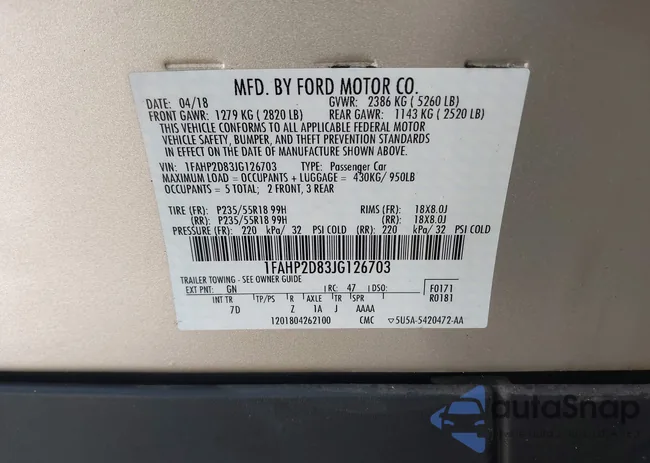 MFD. BY FORD MOTOR CO.
DATE: 04/18 GVWR: 2386 KG ( 5260 LB)
FRONT GAWR: 1279 KG ( 2820 LB) REAR GAWR: 1143 KG ( 2520 LB)
THIS VEHICLE CONFORMS TO ALL APPLICABLE FEDERAL MOTOR
VEHICLE SAFETY, BUMPER, AND THEFT PREVENTION STANDARDS
IN EFFECT ON THE DATE OF MANUFACTURE SHOWN ABOVE.
VIN: 1FAHP2D83JG126703 TYPE: Passenger Car
MAXIMUM LOAD = OCCUPANTS + LUGGAGE = 430KG/ 950LB
OCCUPANTS = 5 TOTAL; 2 FRONT, 3 REAR
TIRE (FR): P235/55R18 99H RIMS (FR): 18X8.0J
(RR): P235/55R18 99H (RR): 18X8.0J
PRESSURE (FR): 220 kPa/ 32 PSI COLD (RR): 220 kPa/ 32 PSI COLD
1FAHP2D83JG126703
TRAILER TOWING - SEE OWNER GUIDE
EXT PNT: GN RC: 47 DSO: F0171
INT TR TP/PS R AXLE TR SPR R0181
7D Z 1A J AAAA
1201804262100 CMC 5U5A-5420472-AA
autoSnap